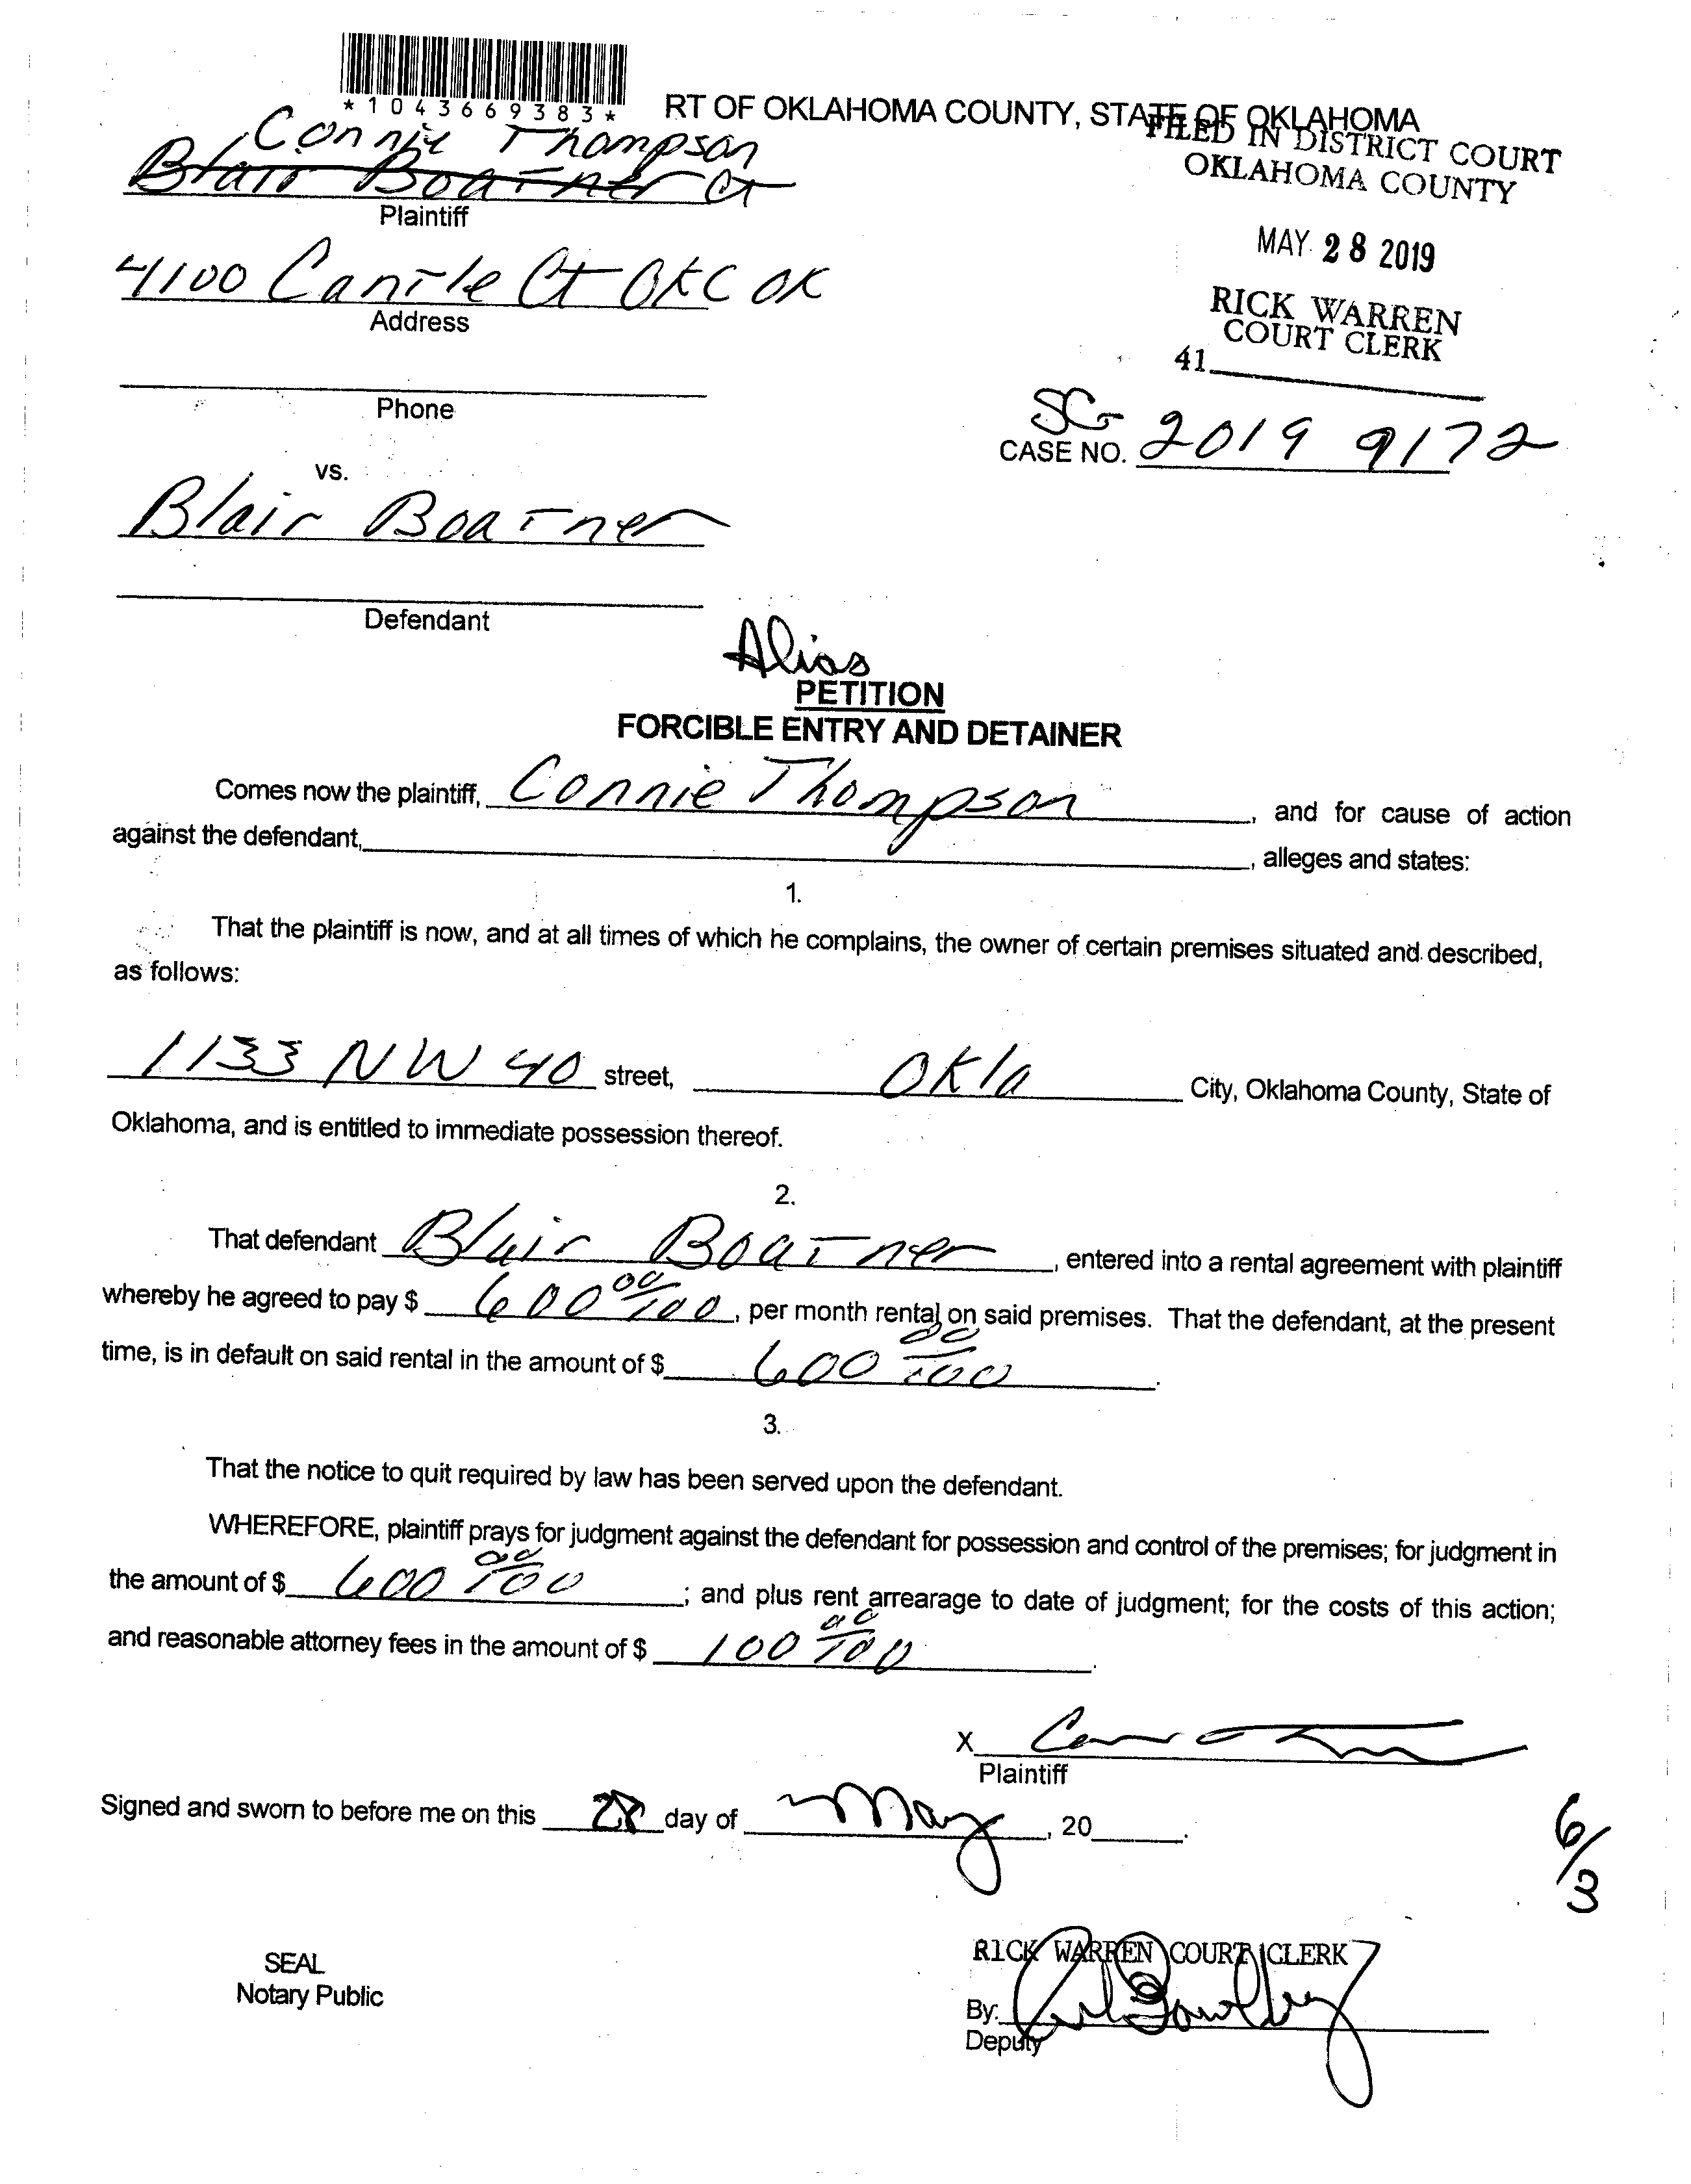 *1043669383*
RT OF OKLAHOMA COUNTY, STATE OF OKLAHOMA
FILED IN DISTRICT COURT
OKLAHOMA COUNTY
MAY 28 2019
RICK WARREN
COURT CLERK
41
Connie Thompson
Blair Boatner Ct
Plaintiff
4100 Ct OKC OK
Address
Phone
SC
CASE NO. 2019 9172
vs.
Blair Boatner
Defendant
Alias
PETITION
FORCIBLE ENTRY AND DETAINER
Comes now the plaintiff, Connie Thompson, and for cause of action
against the defendant, , alleges and states:
1.
That the plaintiff is now, and at all times of which he complains, the owner of certain premises situated and described,
as follows:
1133 NW 40 street, Okla City, Oklahoma County, State of
Oklahoma, and is entitled to immediate possession thereof.
2.
That defendant Blair Boatner, entered into a rental agreement with plaintiff
whereby he agreed to pay $ 600 00/100, per month rental on said premises. That the defendant, at the present
time, is in default on said rental in the amount of $ 600 00/100.
3.
That the notice to quit required by law has been served upon the defendant.
WHEREFORE, plaintiff prays for judgment against the defendant for possession and control of the premises; for judgment in
the amount of $ 600 00/100; and plus rent arrearage to date of judgment; for the costs of this action;
and reasonable attorney fees in the amount of $ 100 00/100.
X
Plaintiff
Signed and sworn to before me on this 28 day of May, 20 .
6/3
SEAL
Notary Public
RICK WARREN COURT CLERK
By:
Deputy